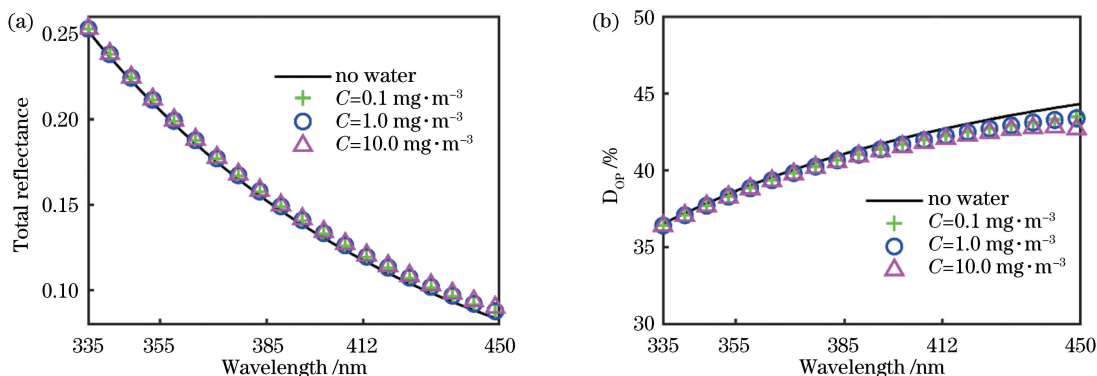 (a)
0.25
0.20
0.15
0.10
Total reflectance
no water
C=0.1 mg·m⁻³
C=1.0 mg·m⁻³
C=10.0 mg·m⁻³
335 355 385 412 450
Wavelength /nm
(b)
50
45
40
35
30
D_OP /%
no water
C=0.1 mg·m⁻³
C=1.0 mg·m⁻³
C=10.0 mg·m⁻³
335 355 385 412 450
Wavelength /nm